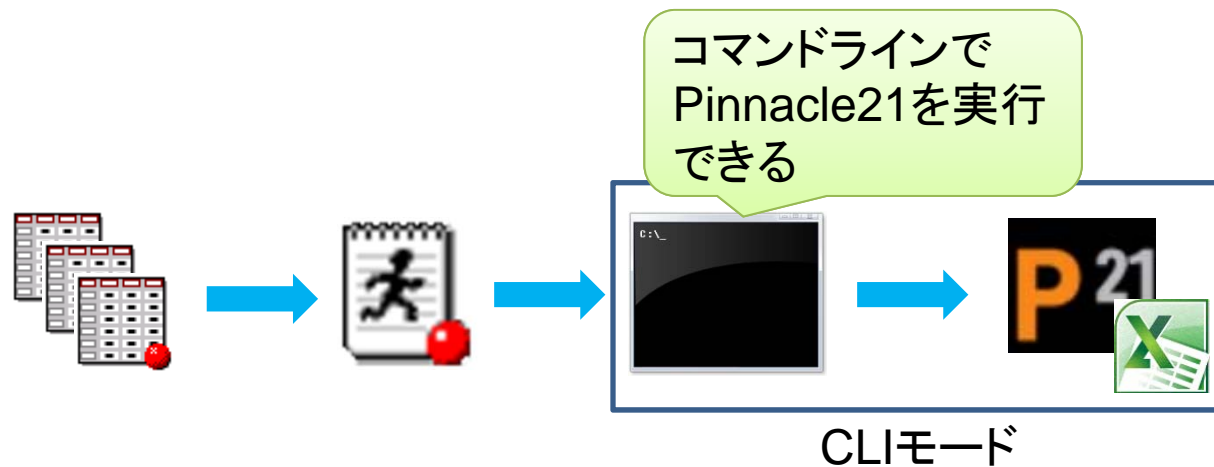 コマンドラインで
Pinnacle21を実行
できる
C:\_
P 21
X
CLIモード